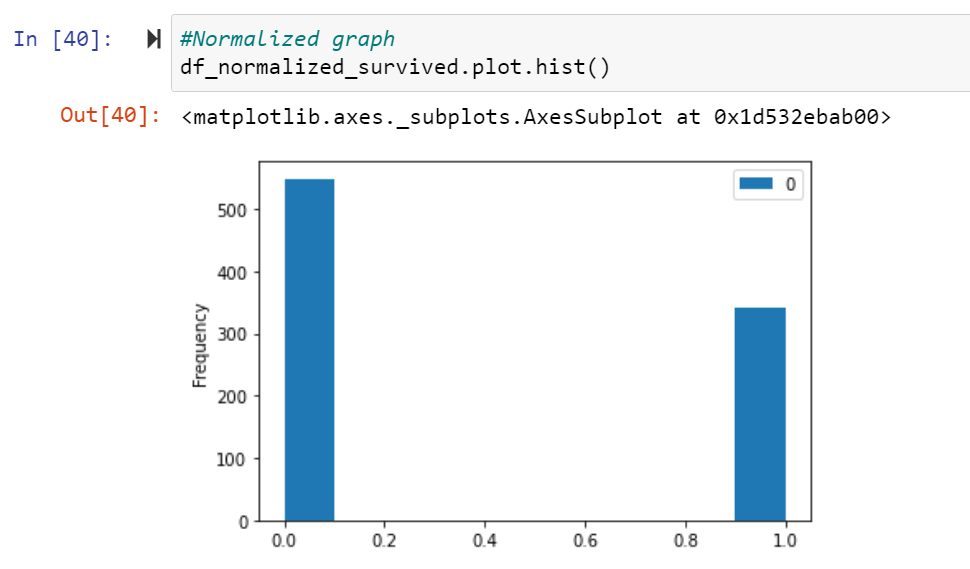 In [40]:
#Normalized graph
df_normalized_survived.plot.hist()
Out[40]: <matplotlib.axes._subplots.AxesSubplot at 0x1d532ebab00>
0
500
400
300
200
100
0
Frequency
0.0 0.2 0.4 0.6 0.8 1.0